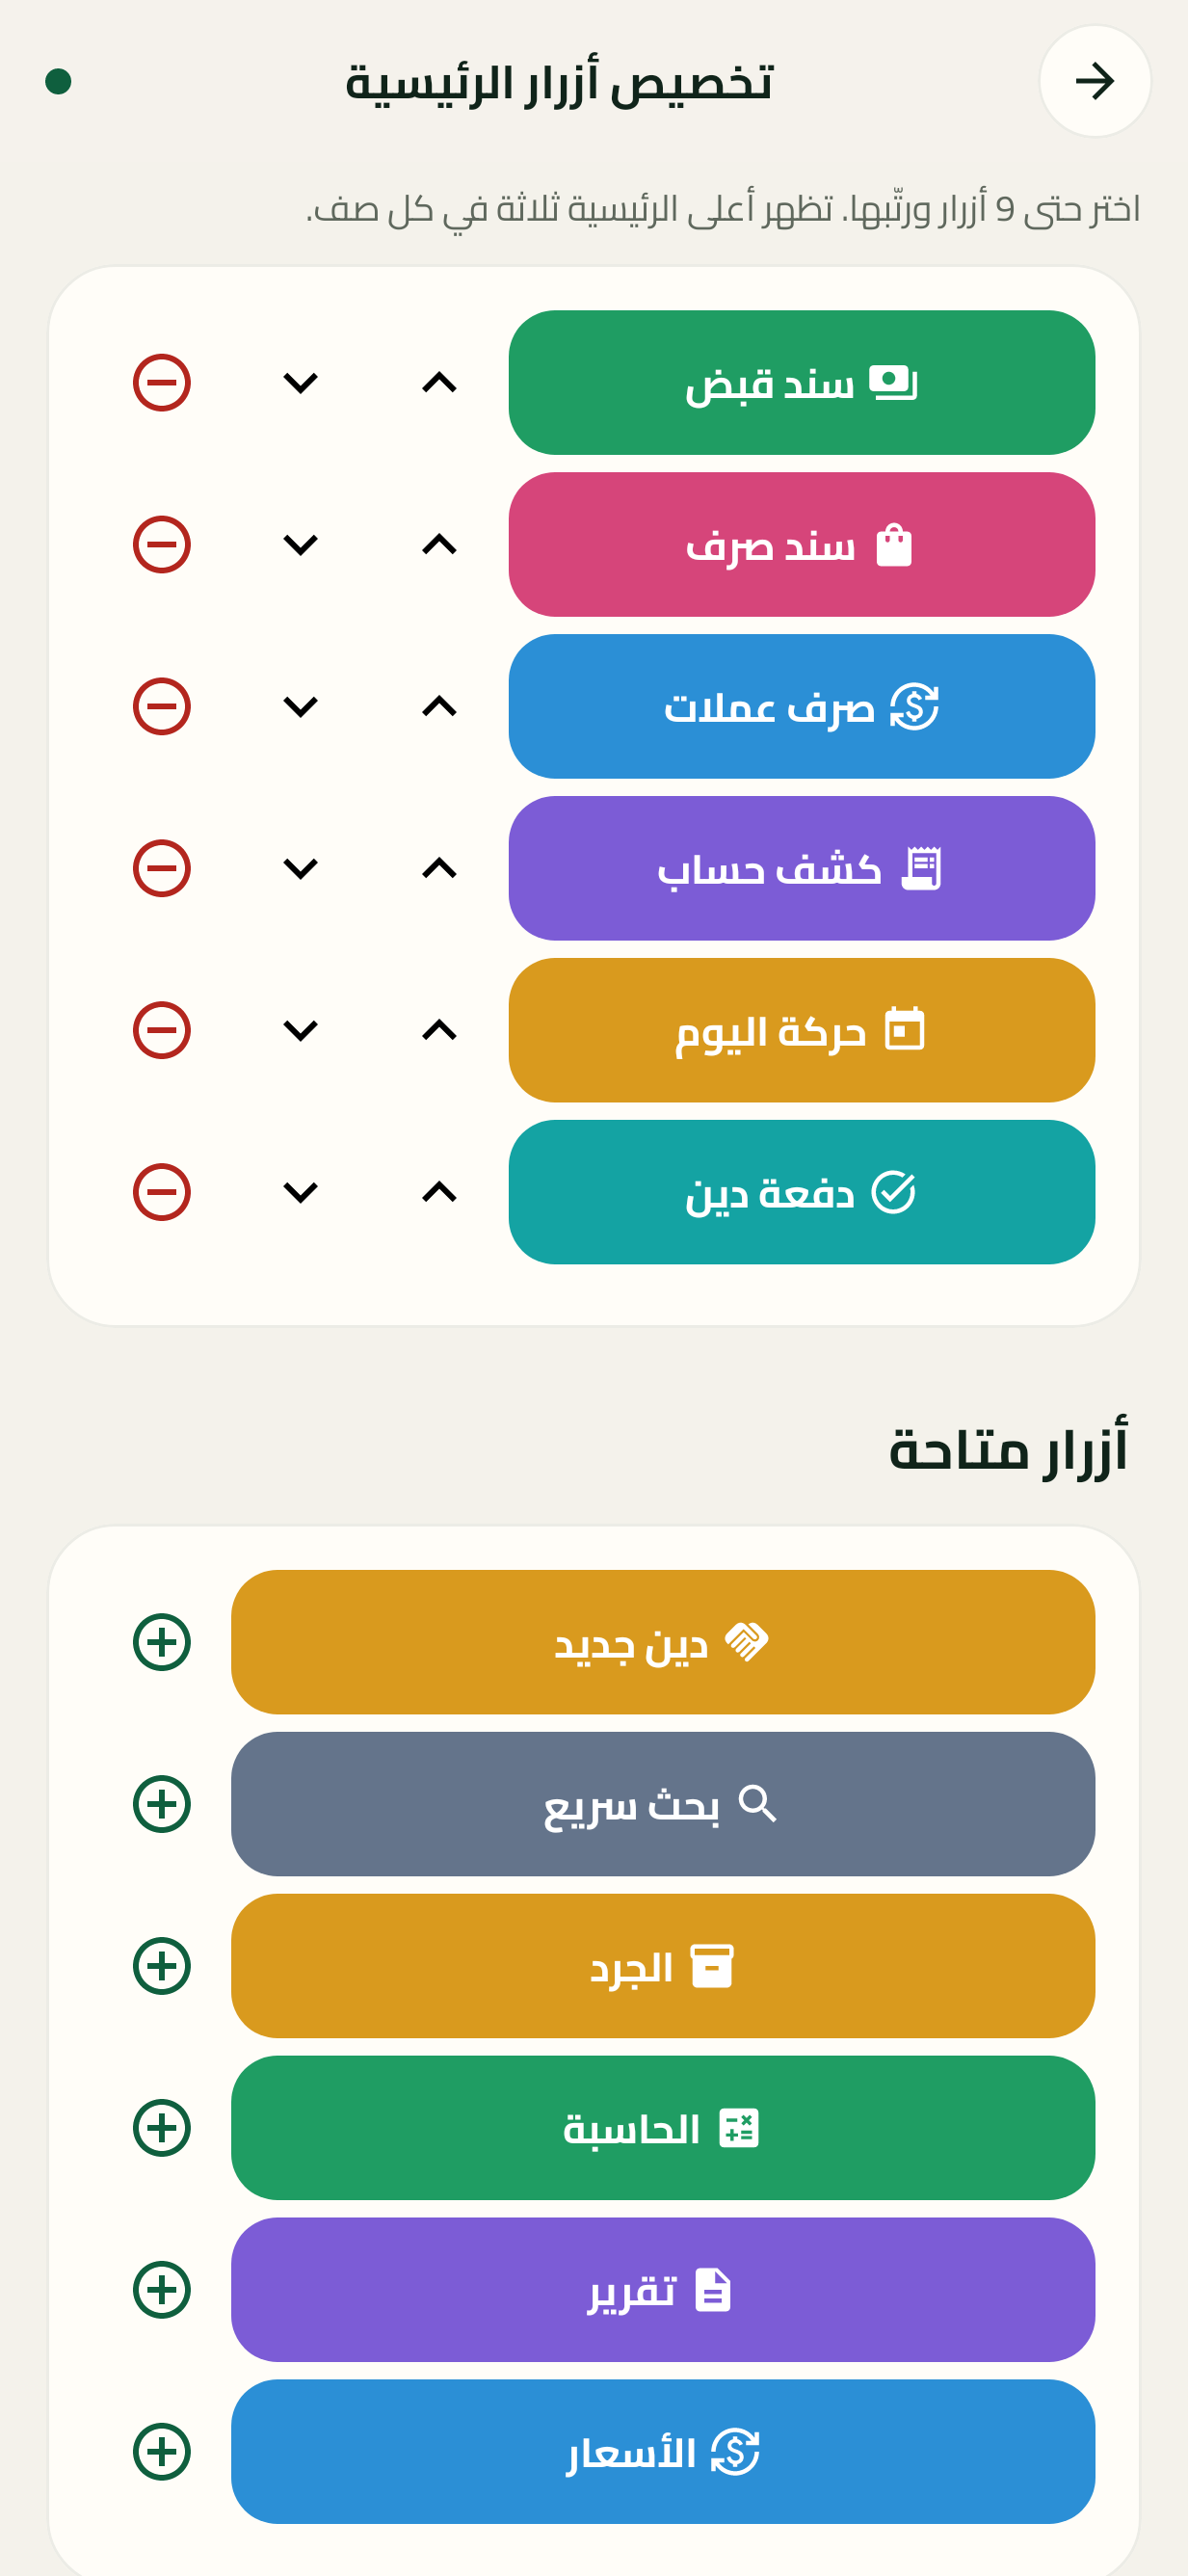 تخصيص أزرار الرئيسية
اختر حتى 9 أزرار ورتّبها. تظهر أعلى الرئيسية ثلاثة في كل صف.
سند قبض
سند صرف
صرف عملات
كشف حساب
حركة اليوم
دفعة دين
أزرار متاحة
دين جديد
بحث سريع
الجرد
الحاسبة
تقرير
الأسعار